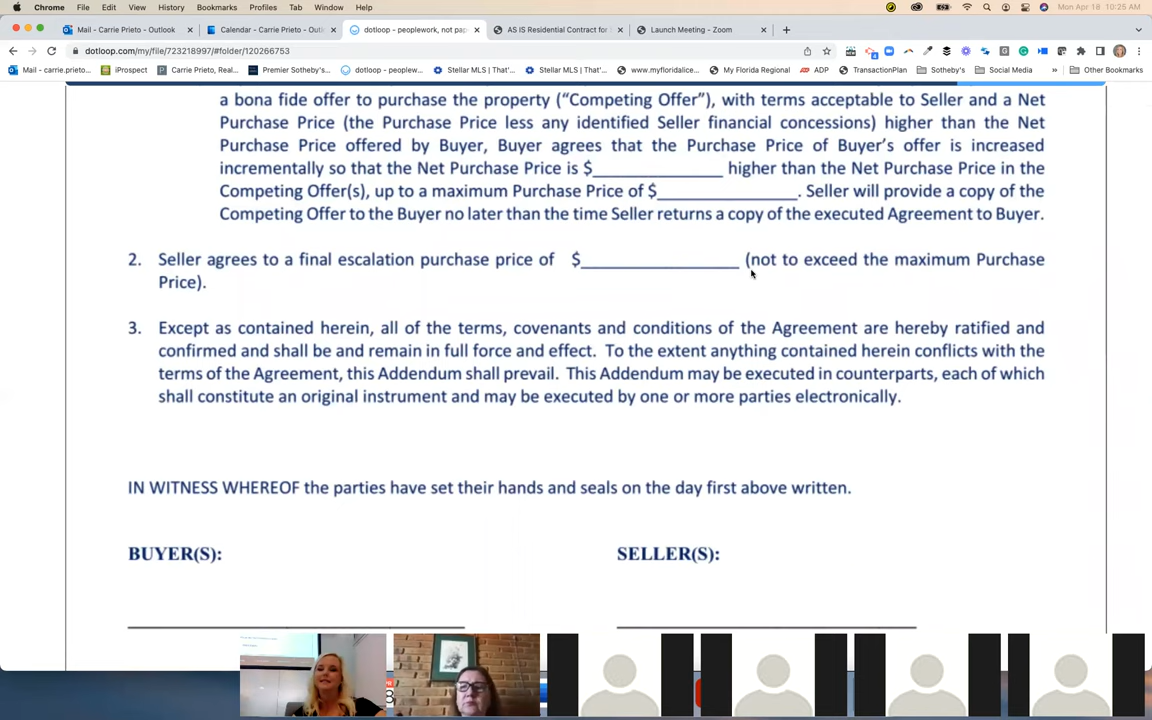 Chrome File Edit View History Bookmarks Profiles Tab Window Help Mon Apr 18 10:25 AM
Mail - Carrie Prieto - Outlook Calendar - Carrie Prieto - Outl dotloop - peoplework, not pap AS IS Residential Contract for Launch Meeting - Zoom
dotloop.com/my/file/723218997/#folder/120266753
Mail - carrie.prieto... iProspect Carrie Prieto, Real... Premier Sotheby's... dotloop - peoplew... Stellar MLS | That'... Stellar MLS | That'... www.myfloridalice... My Florida Regional ADP TransactionPlan Sotheby's Social Media Other Bookmarks
a bona fide offer to purchase the property (“Competing Offer”), with terms acceptable to Seller and a Net
Purchase Price (the Purchase Price less any identified Seller financial concessions) higher than the Net
Purchase Price offered by Buyer, Buyer agrees that the Purchase Price of Buyer’s offer is increased
incrementally so that the Net Purchase Price is $______________ higher than the Net Purchase Price in the
Competing Offer(s), up to a maximum Purchase Price of $_______________. Seller will provide a copy of the
Competing Offer to the Buyer no later than the time Seller returns a copy of the executed Agreement to Buyer.
2. Seller agrees to a final escalation purchase price of $_________________ (not to exceed the maximum Purchase
Price).
3. Except as contained herein, all of the terms, covenants and conditions of the Agreement are hereby ratified and
confirmed and shall be and remain in full force and effect. To the extent anything contained herein conflicts with the
terms of the Agreement, this Addendum shall prevail. This Addendum may be executed in counterparts, each of which
shall constitute an original instrument and may be executed by one or more parties electronically.
IN WITNESS WHEREOF the parties have set their hands and seals on the day first above written.
BUYER(S): SELLER(S):